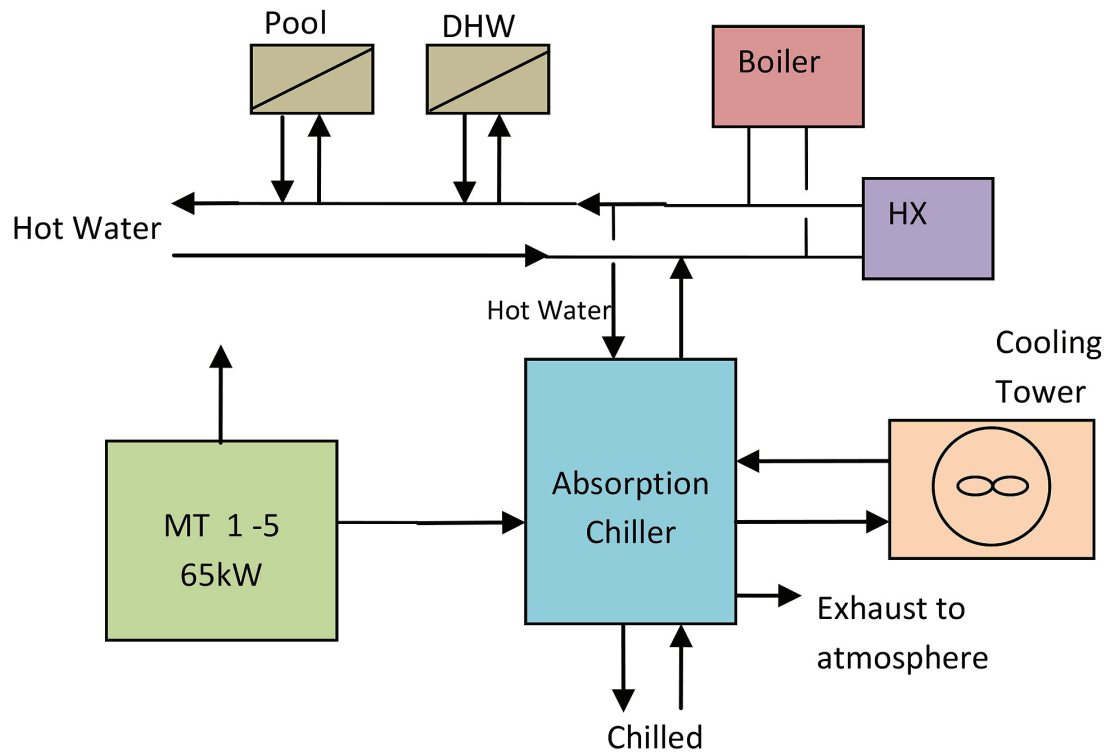 Pool
DHW
Boiler
HX
Hot Water
Hot Water
Cooling
Tower
Absorption
Chiller
MT 1 -5
65kW
Exhaust to
atmosphere
Chilled